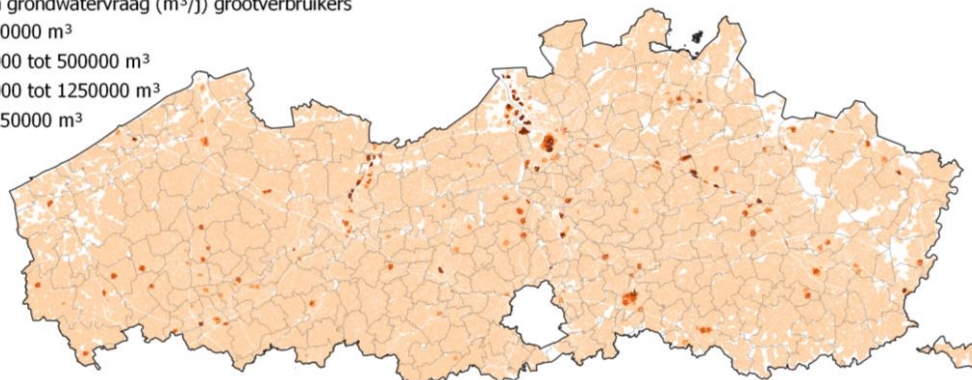 grondwatervraag (m³/j) grootverbruikers
0000 m³
00 tot 500000 m³
00 tot 1250000 m³
50000 m³